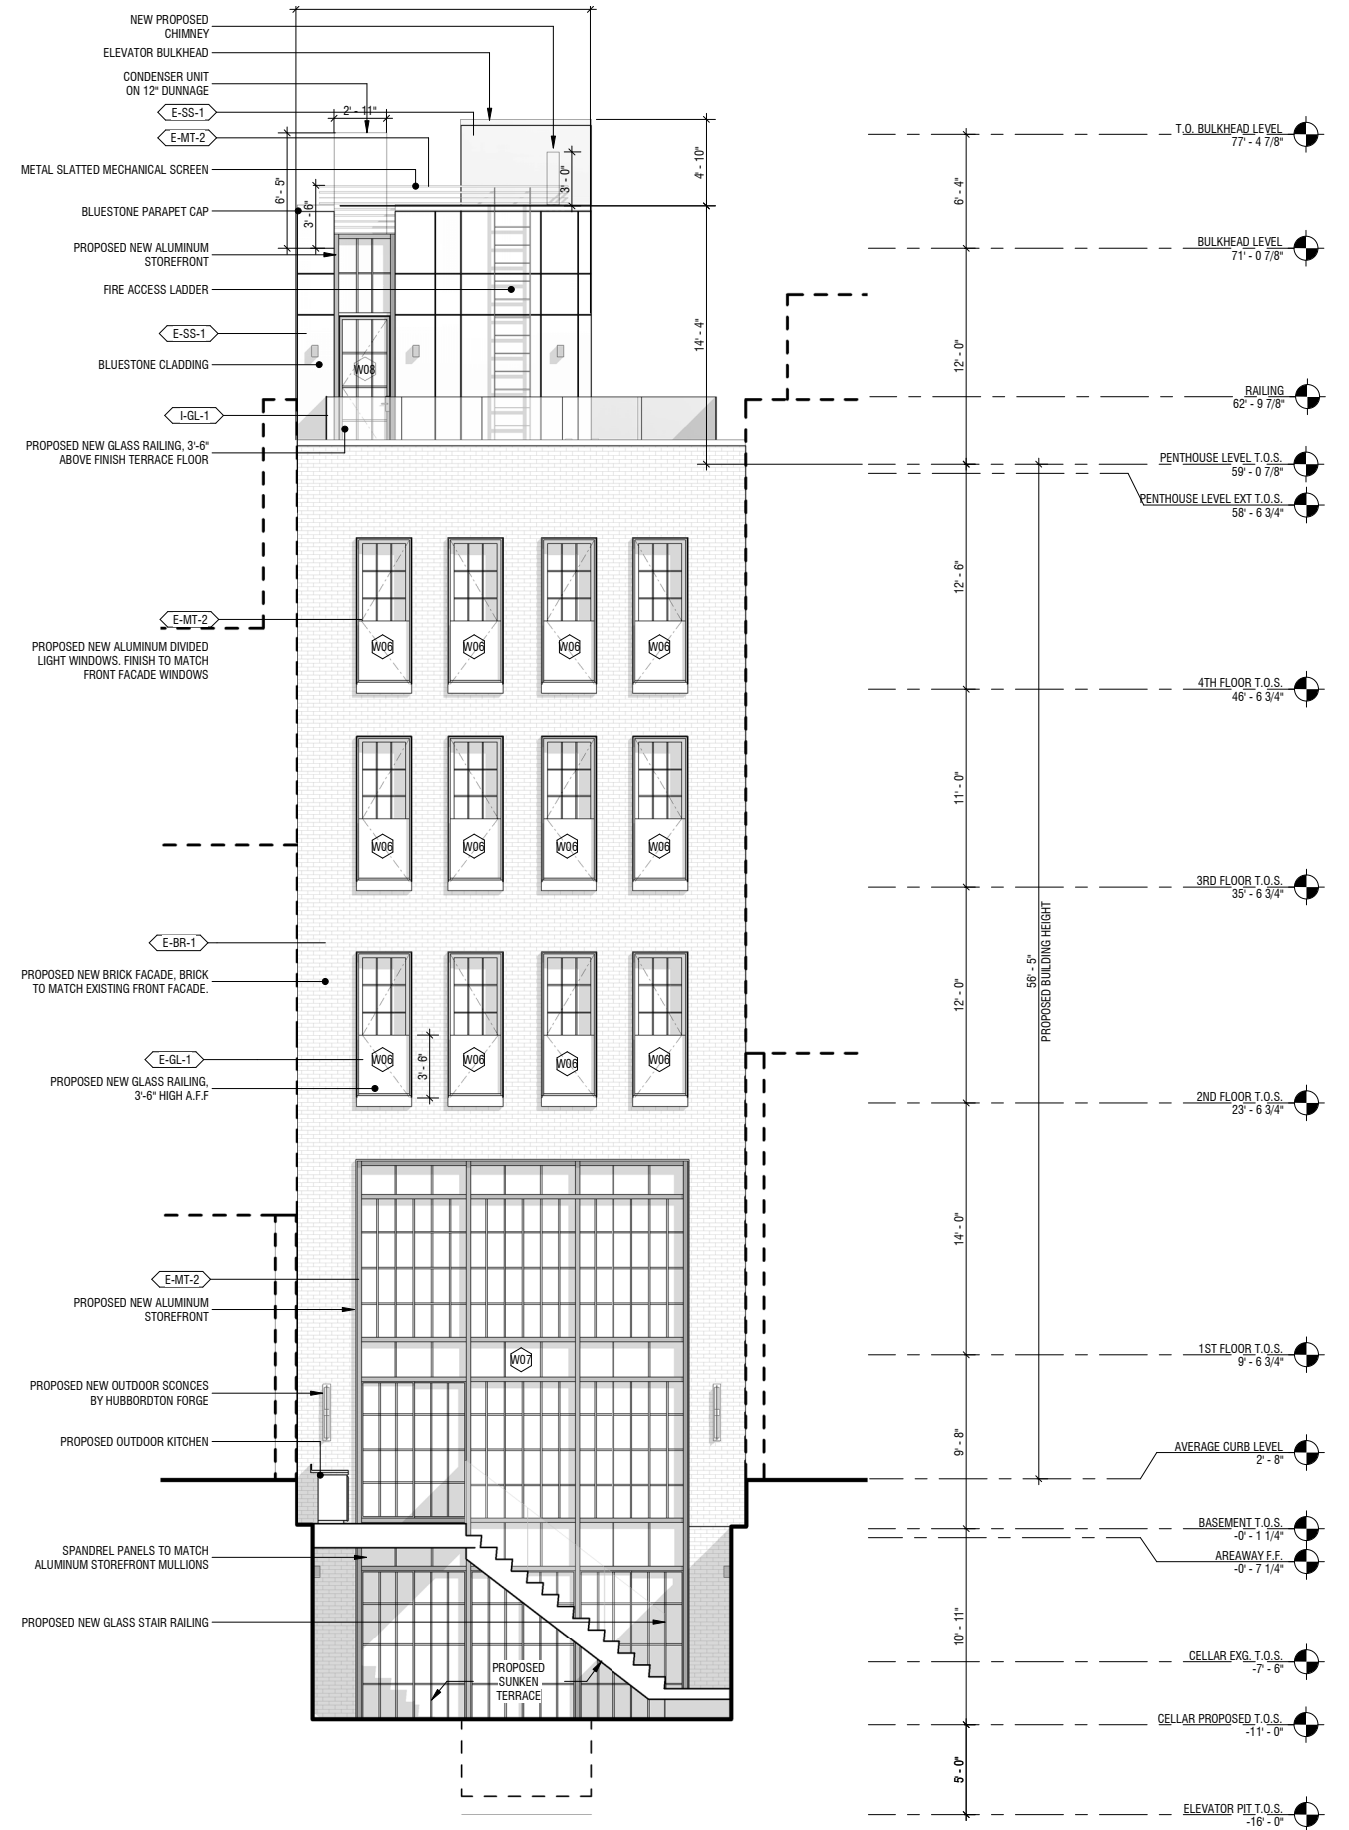 NEW PROPOSED
CHIMNEY
ELEVATOR BULKHEAD
CONDENSER UNIT
ON 12" DUNNAGE
E-SS-1
2' - 11"
E-MT-2
METAL SLATTED MECHANICAL SCREEN
6' - 5"
3' - 6"
3' - 0"
4' - 10"
BLUESTONE PARAPET CAP
PROPOSED NEW ALUMINUM
STOREFRONT
FIRE ACCESS LADDER
E-SS-1
14' - 4"
BLUESTONE CLADDING
W08
I-GL-1
PROPOSED NEW GLASS RAILING, 3'-6"
ABOVE FINISH TERRACE FLOOR
E-MT-2
PROPOSED NEW ALUMINUM DIVIDED
LIGHT WINDOWS. FINISH TO MATCH
FRONT FACADE WINDOWS
W06 W06 W06 W06
W06 W06 W06 W06
E-BR-1
PROPOSED NEW BRICK FACADE, BRICK
TO MATCH EXISTING FRONT FACADE.
E-GL-1
W06 W06 W06 W06
3' - 6"
PROPOSED NEW GLASS RAILING,
3'-6" HIGH A.F.F
E-MT-2
PROPOSED NEW ALUMINUM
STOREFRONT
W07
PROPOSED NEW OUTDOOR SCONCES
BY HUBBORDTON FORGE
PROPOSED OUTDOOR KITCHEN
SPANDREL PANELS TO MATCH
ALUMINUM STOREFRONT MULLIONS
PROPOSED NEW GLASS STAIR RAILING
PROPOSED
SUNKEN
TERRACE
6' - 4"
12' - 0"
12' - 6"
11' - 0"
12' - 0"
14' - 0"
9' - 8"
10' - 11"
5' - 0"
56' - 5"
PROPOSED BUILDING HEIGHT
T.O. BULKHEAD LEVEL
77' - 4 7/8"
BULKHEAD LEVEL
71' - 0 7/8"
RAILING
62' - 9 7/8"
PENTHOUSE LEVEL T.O.S.
59' - 0 7/8"
PENTHOUSE LEVEL EXT T.O.S.
58' - 6 3/4"
4TH FLOOR T.O.S.
46' - 6 3/4"
3RD FLOOR T.O.S.
35' - 6 3/4"
2ND FLOOR T.O.S.
23' - 6 3/4"
1ST FLOOR T.O.S.
9' - 6 3/4"
AVERAGE CURB LEVEL
2' - 8"
BASEMENT T.O.S.
-0' - 1 1/4"
AREAWAY F.F.
-0' - 7 1/4"
CELLAR EXG. T.O.S.
-7' - 6"
CELLAR PROPOSED T.O.S.
-11' - 0"
ELEVATOR PIT T.O.S.
-16' - 0"